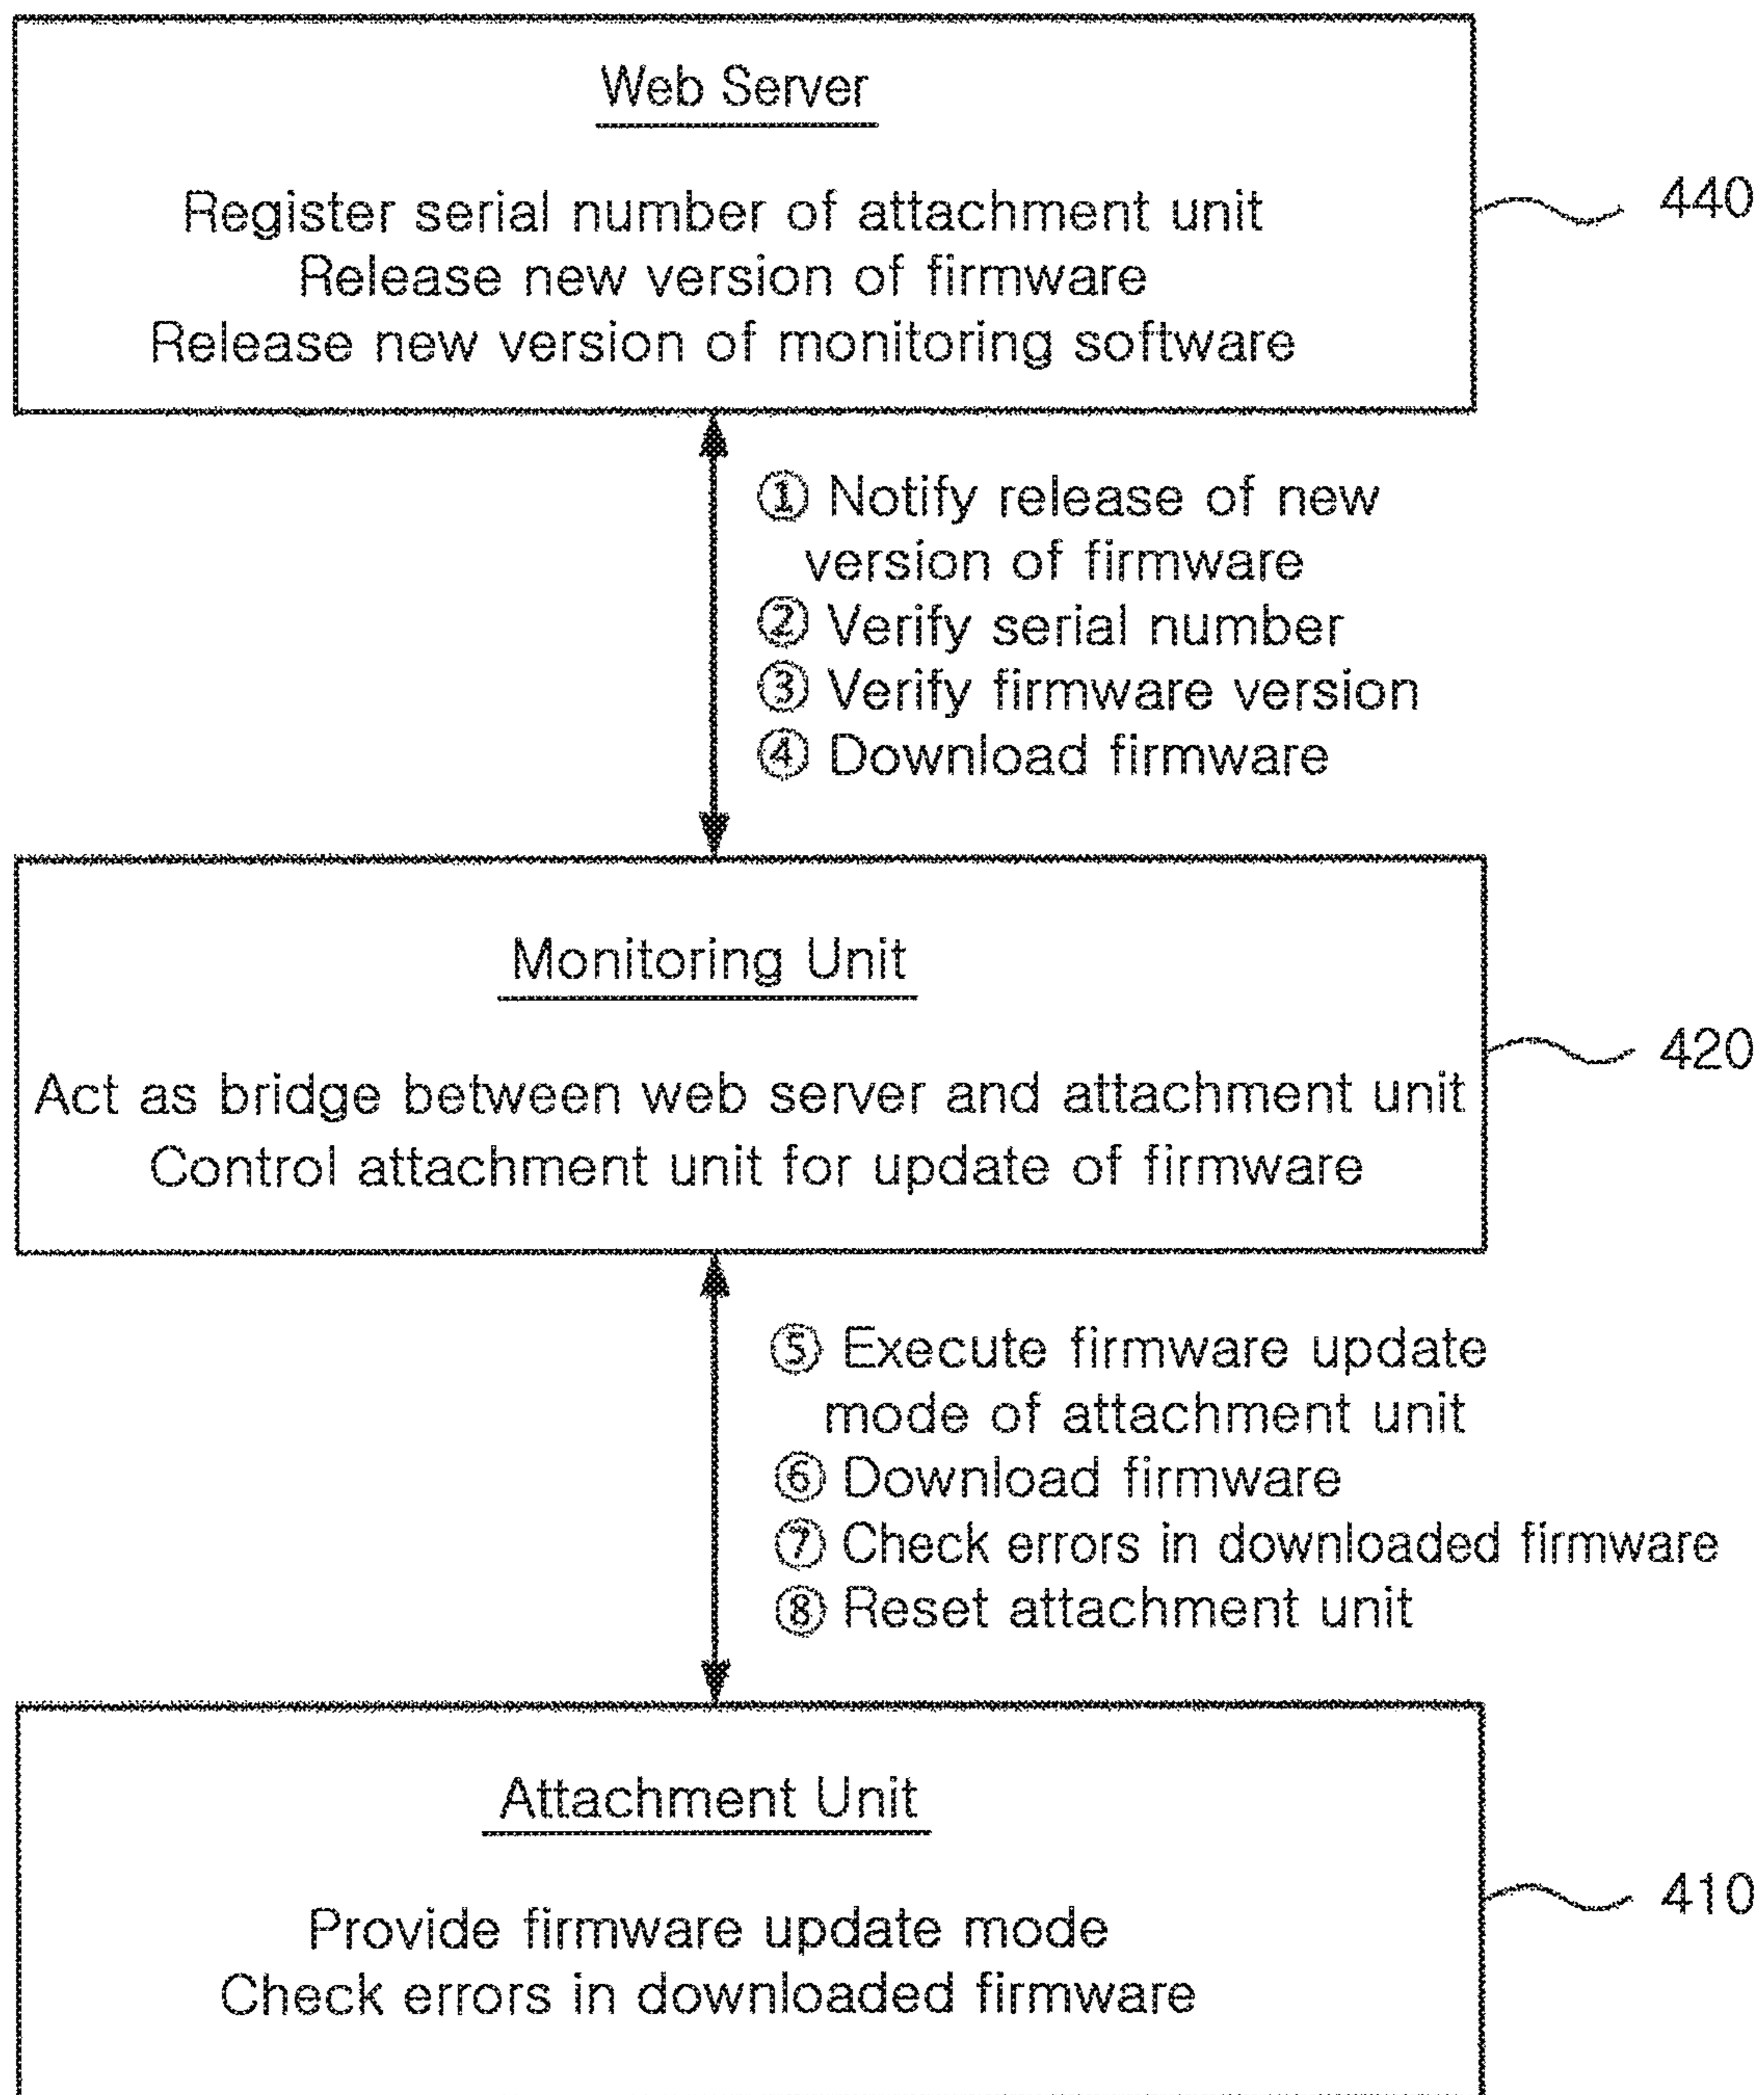 Web Server
Register serial number of attachment unit
Release new version of firmware
Release new version of monitoring software
440
① Notify release of new
version of firmware
② Verify serial number
③ Verify firmware version
④ Download firmware
Monitoring Unit
Act as bridge between web server and attachment unit
Control attachment unit for update of firmware
420
⑤ Execute firmware update
mode of attachment unit
⑥ Download firmware
⑦ Check errors in downloaded firmware
⑧ Reset attachment unit
Attachment Unit
Provide firmware update mode
Check errors in downloaded firmware
410